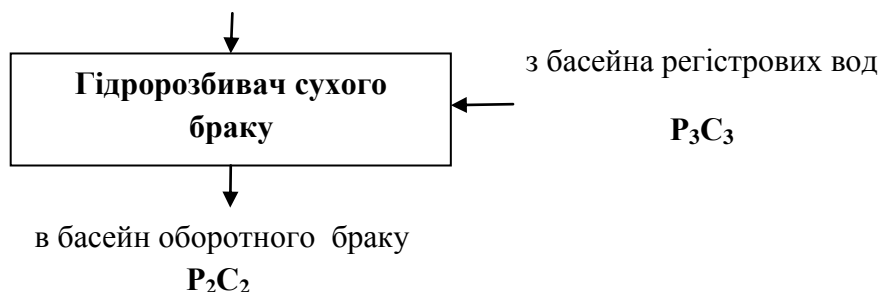 Гідророзбивач сухого
браку
з басейна регістрових вод
P₃C₃
в басейн оборотного браку
P₂C₂